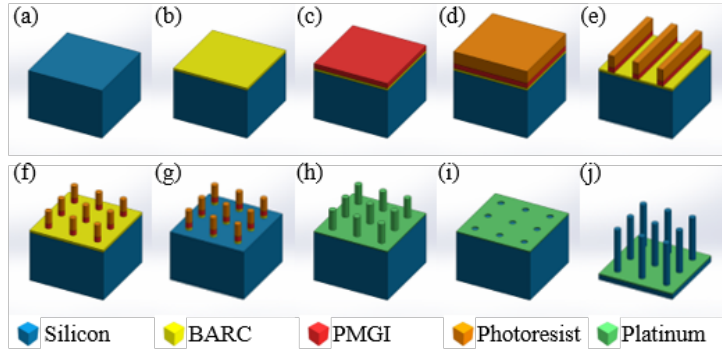 (a) (b) (c) (d) (e)
(f) (g) (h) (i) (j)
Silicon BARC PMGI Photoresist Platinum